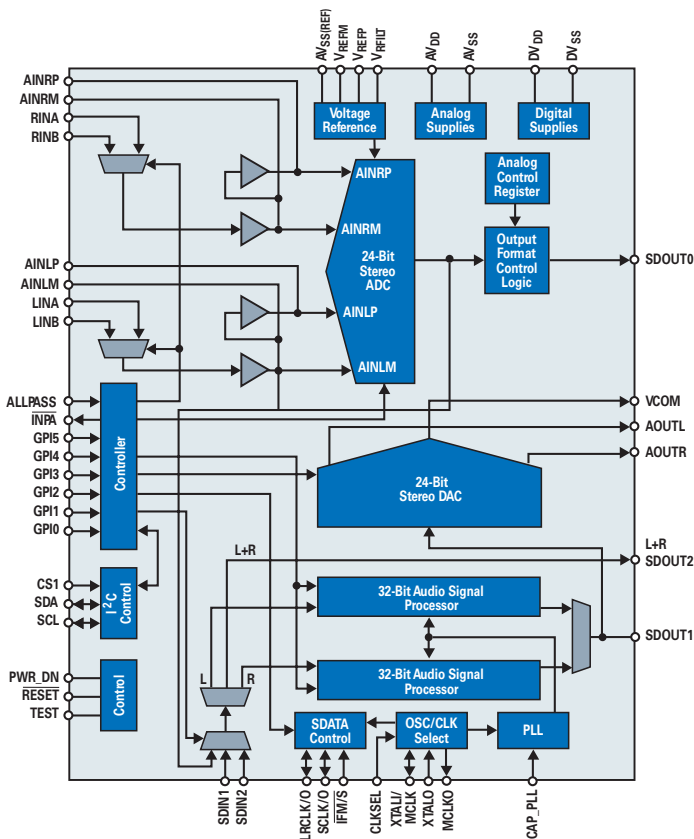 AVSS(REF)
VREFM
VREFP
VRFILT
AVDD
AVSS
DVDD
DVSS
AINRP
AINRM
RINA
RINB
Voltage
Reference
Analog
Supplies
Digital
Supplies
AINRP
AINRM
24-Bit
Stereo
ADC
AINLP
AINLM
Analog
Control
Register
Output
Format
Control
Logic
SDOUT0
AINLP
AINLM
LINA
LINB
ALLPASS
INPA
GPI5
GPI4
GPI3
GPI2
GPI1
GPI0
Controller
VCOM
AOUTL
AOUTR
24-Bit
Stereo DAC
L+R
L+R
SDOUT2
CS1
SDA
SCL
I2C
Control
32-Bit Audio Signal
Processor
SDOUT1
32-Bit Audio Signal
Processor
L
R
PWR_DN
RESET
TEST
Control
SDATA
Control
OSC/CLK
Select
PLL
SDIN1
SDIN2
LRCLK/O
SCLK/O
IFM/S
CLKSEL
XTALI/
MCLK
XTALO
MCLKO
CAP_PLL